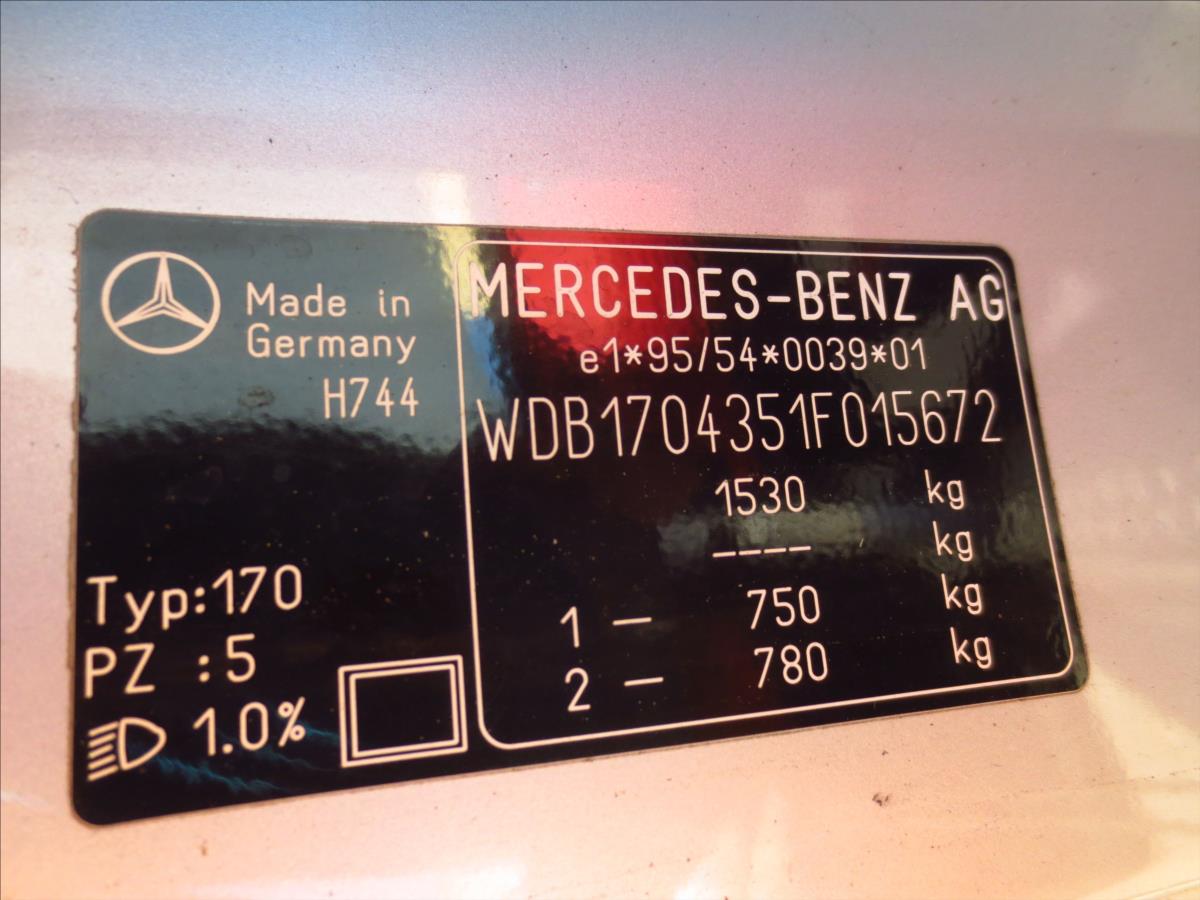 Made in
Germany
H744
Typ:170
PZ :5
1.0%
MERCEDES-BENZ AG
e1*95/54*0039*01
WDB1704351F015672
1530 kg
---- kg
1 – 750 kg
2 – 780 kg